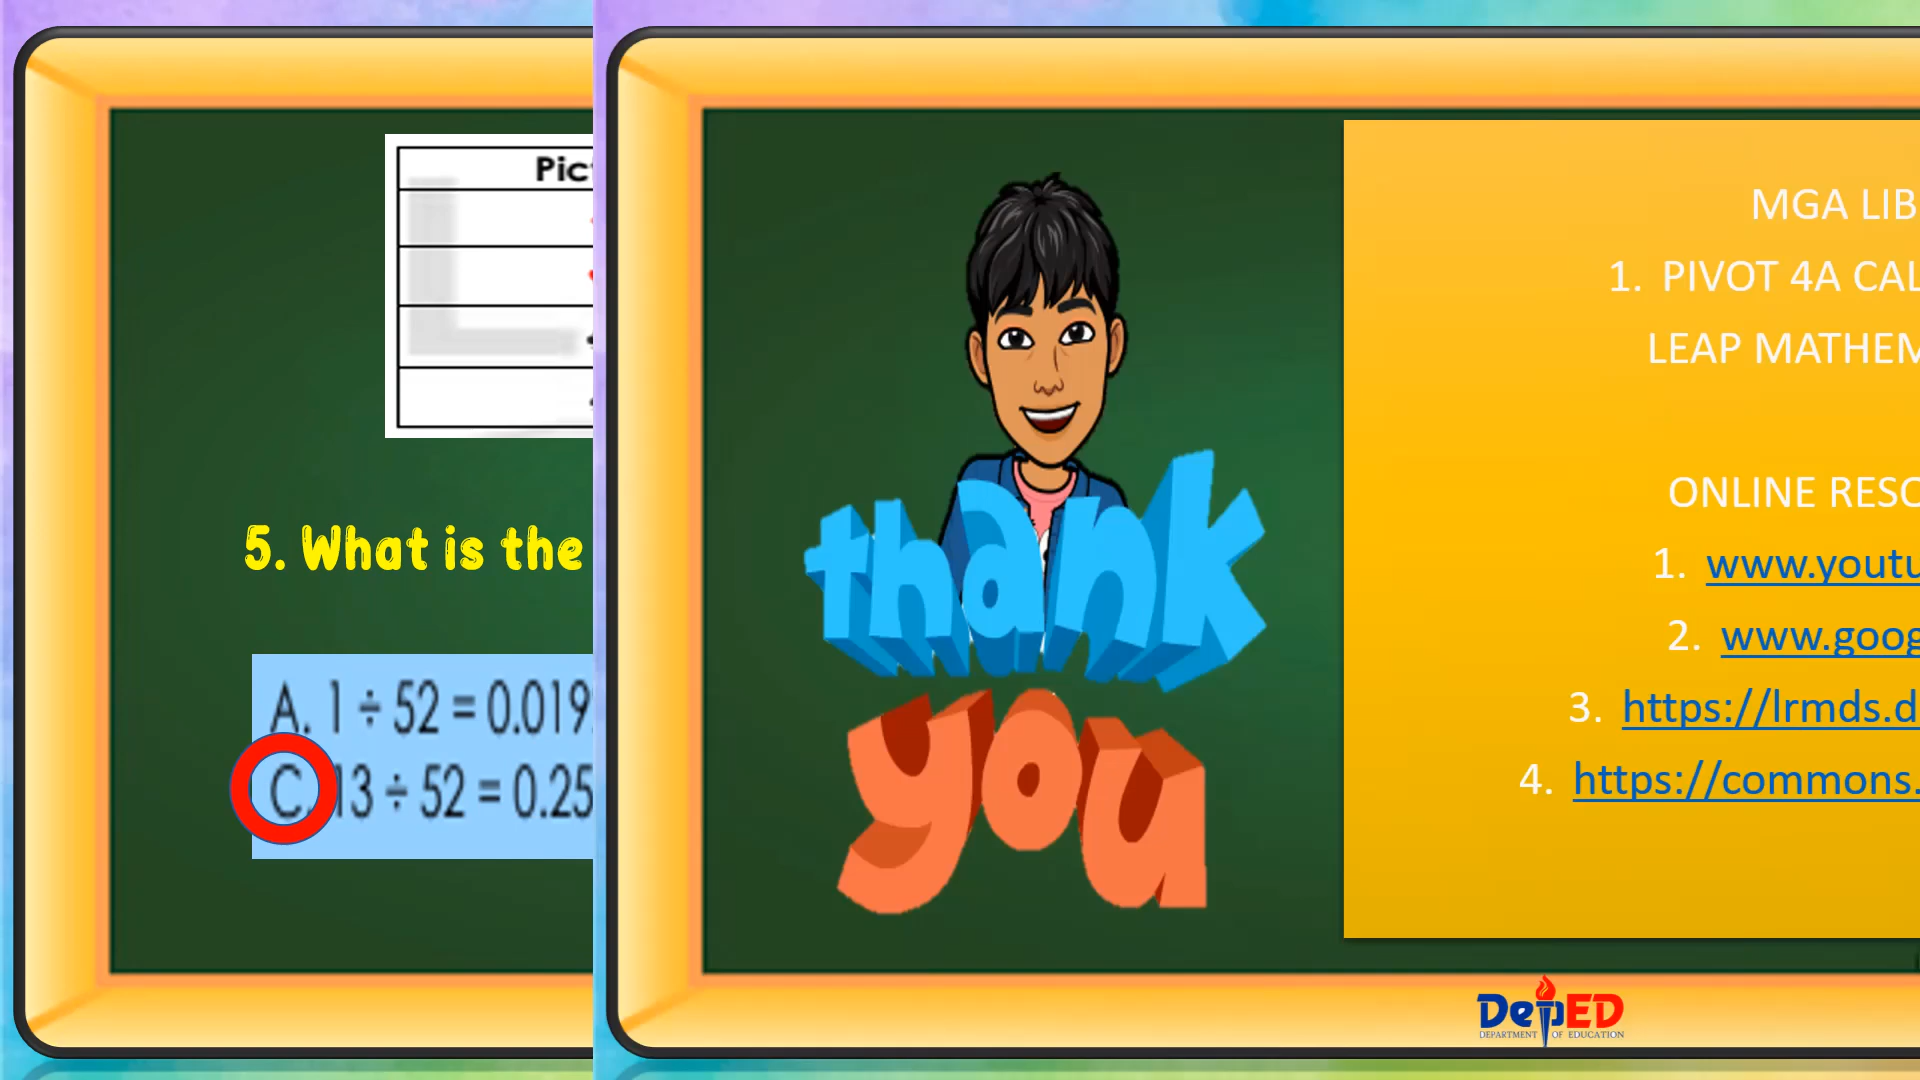 5. What is the
A. 1 ÷ 52 = 0.019
C. 13 ÷ 52 = 0.25
thank
you
MGA LIB
1. PIVOT 4A CAL
LEAP MATHEM
ONLINE RESO
1. www.youtu
2. www.goog
3. https://lrmds.d
4. https://commons.
DepED
DEPARTMENT OF EDUCATION